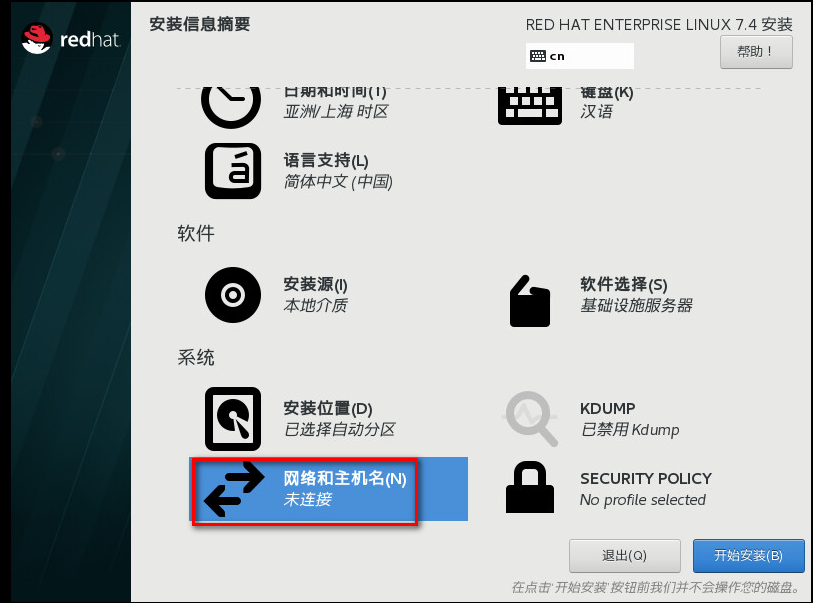 redhat.
安装信息摘要
RED HAT ENTERPRISE LINUX 7.4 安装
cn
帮助！
日期和时间(T)
亚洲/上海 时区
键盘(K)
汉语
语言支持(L)
简体中文 (中国)
软件
安装源(I)
本地介质
软件选择(S)
基础设施服务器
系统
安装位置(D)
已选择自动分区
KDUMP
已禁用 Kdump
网络和主机名(N)
未连接
SECURITY POLICY
No profile selected
退出(Q)
开始安装(B)
在点击'开始安装'按钮前我们并不会操作您的磁盘。